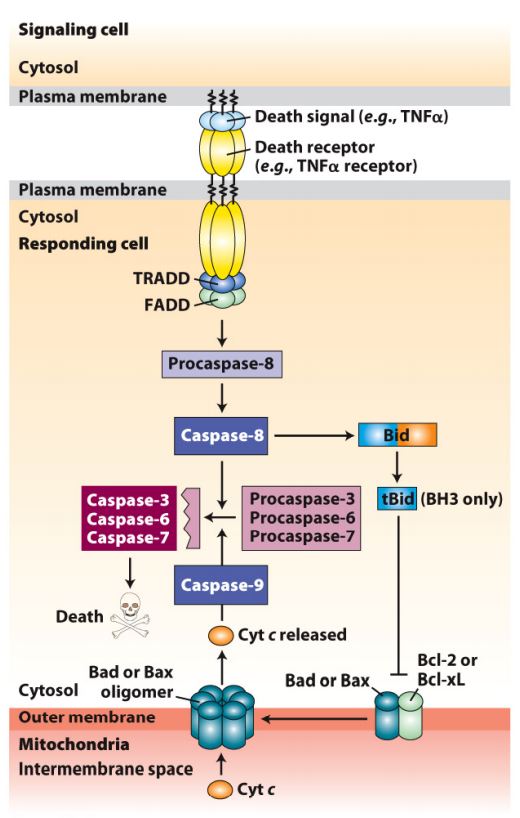 Signaling cell
Cytosol
Plasma membrane
Death signal (e.g., TNFα)
Death receptor
(e.g., TNFα receptor)
Plasma membrane
Cytosol
Responding cell
TRADD
FADD
Procaspase-8
Caspase-8
Bid
tBid (BH3 only)
Caspase-3
Caspase-6
Caspase-7
Procaspase-3
Procaspase-6
Procaspase-7
Caspase-9
Death
Cyt c released
Bad or Bax
oligomer
Bad or Bax
Bcl-2 or
Bcl-xL
Cytosol
Outer membrane
Mitochondria
Intermembrane space
Cyt c